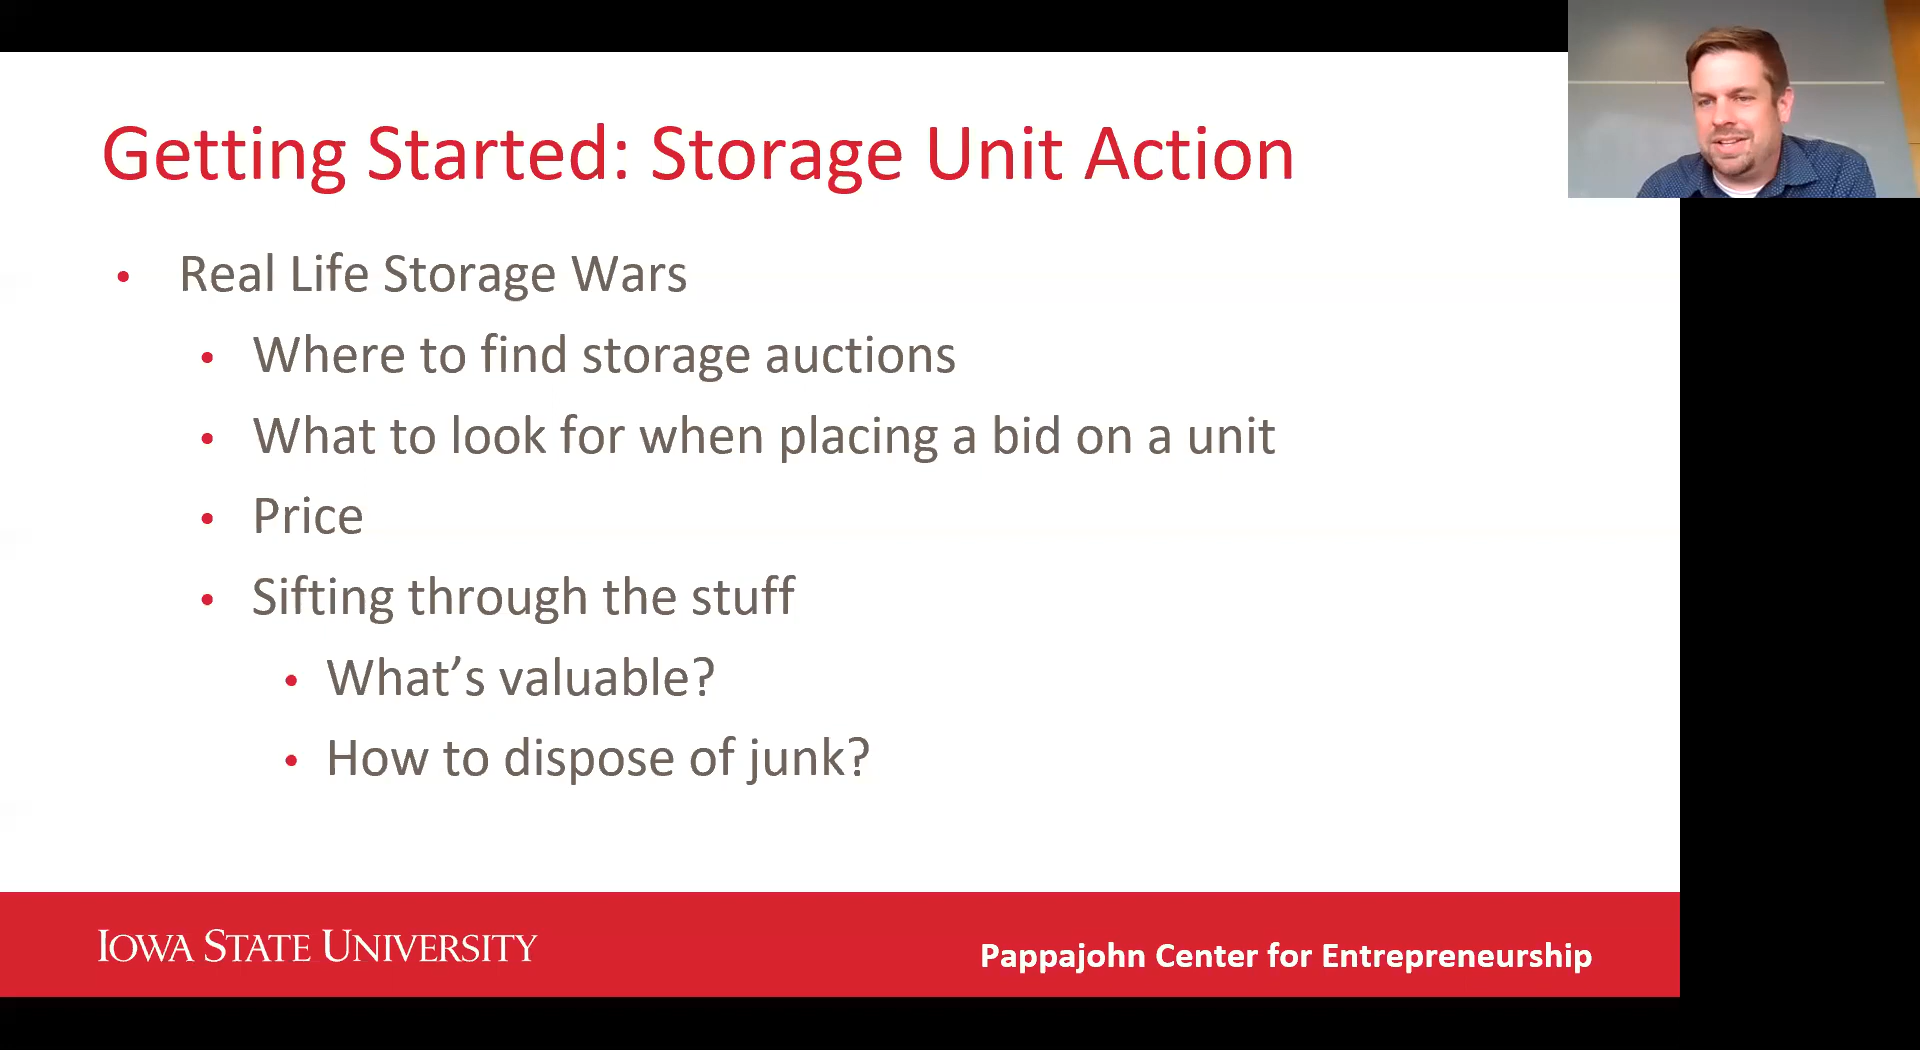 Getting Started: Storage Unit Action
• Real Life Storage Wars
• Where to find storage auctions
• What to look for when placing a bid on a unit
• Price
• Sifting through the stuff
• What’s valuable?
• How to dispose of junk?
IOWA STATE UNIVERSITY
Pappajohn Center for Entrepreneurship